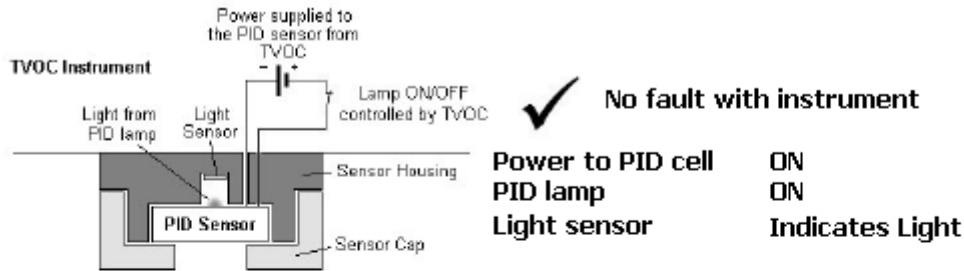 Power supplied to
the PID sensor from
TVOC
- +
TVOC Instrument
Lamp ON/OFF
controlled by TVOC
Light from
PID lamp
Light
Sensor
Sensor Housing
PID Sensor
Sensor Cap
No fault with instrument
Power to PID cell ON
PID lamp ON
Light sensor Indicates Light